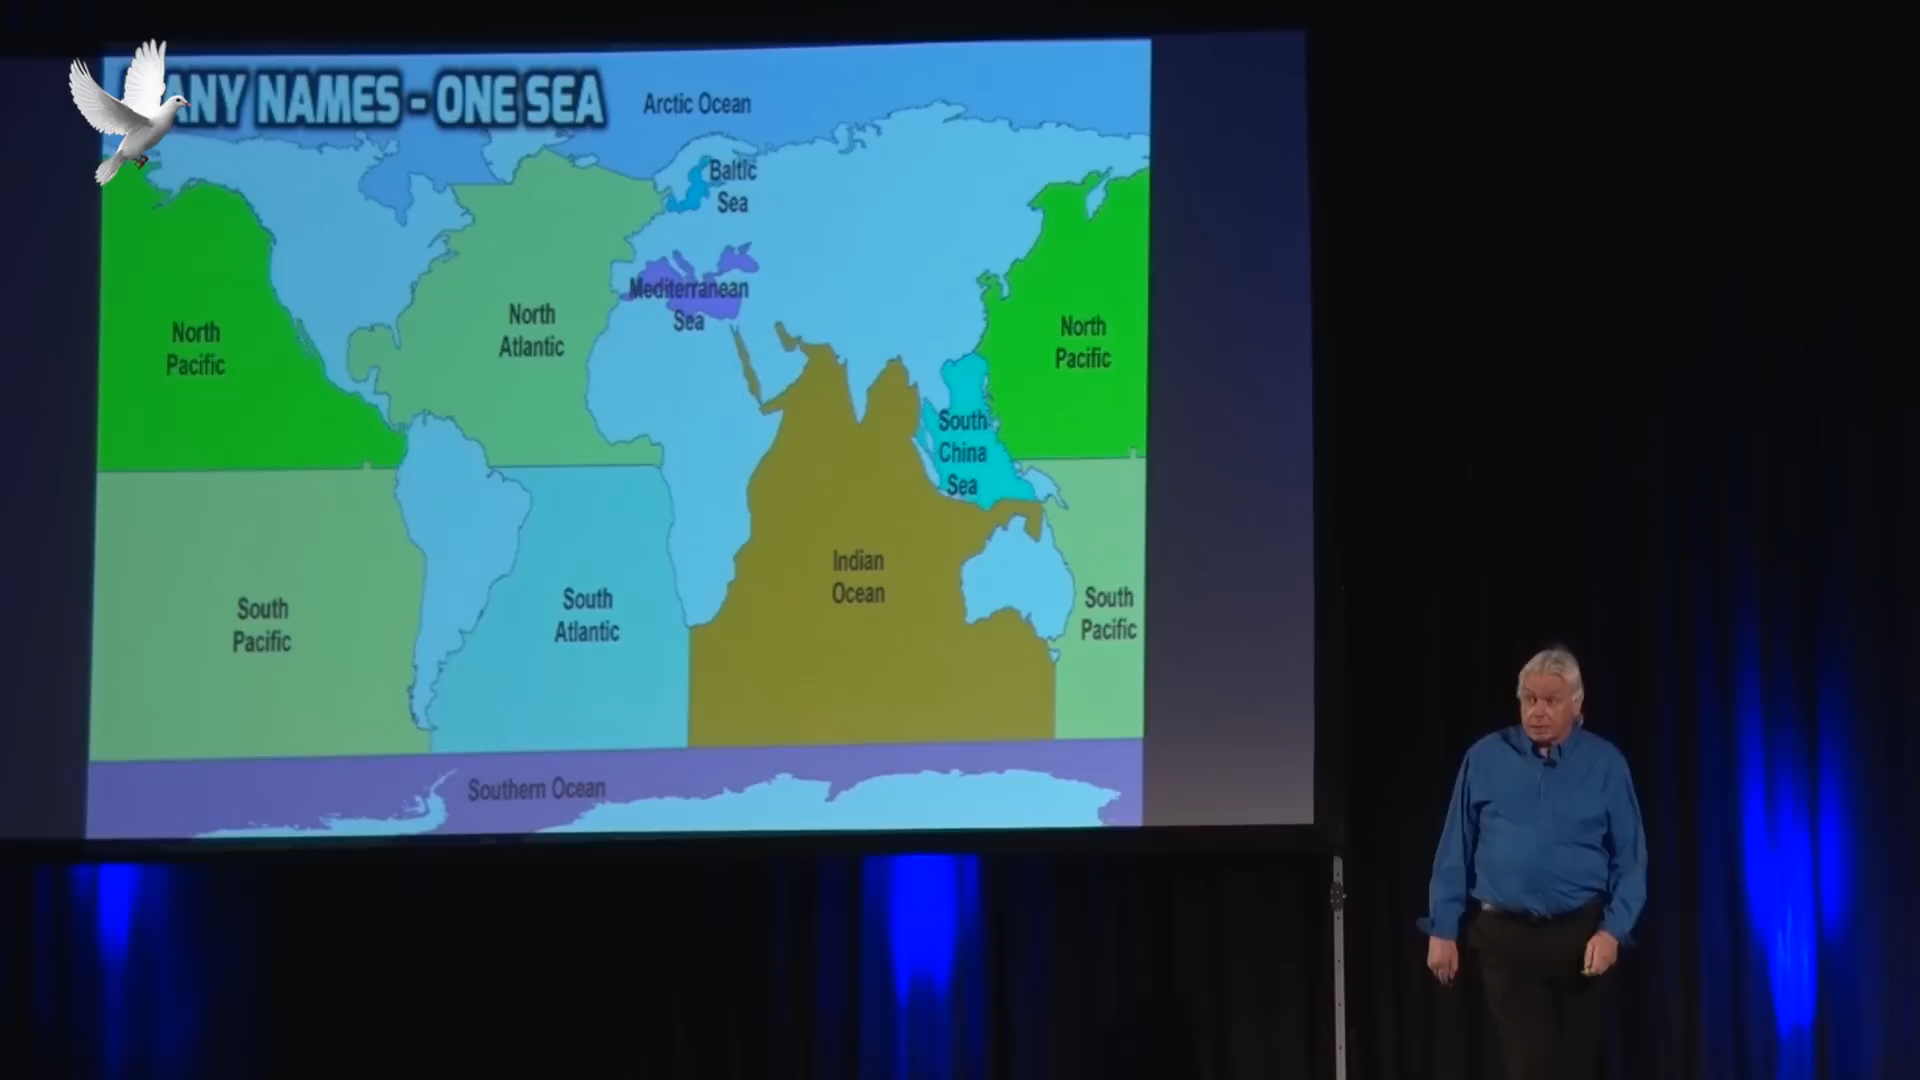 ANY NAMES - ONE SEA
Arctic Ocean
Baltic
Sea
Mediterranean
Sea
North
Pacific
North
Atlantic
North
Pacific
South
China
Sea
Indian
Ocean
South
Pacific
South
Atlantic
South
Pacific
Southern Ocean